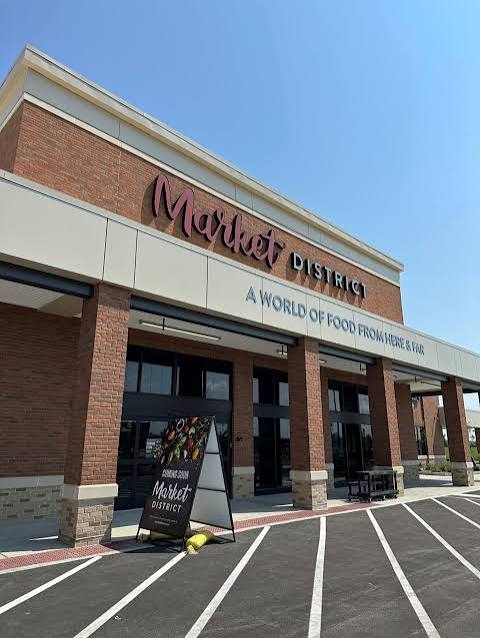 Market DISTRICT
A WORLD OF FOOD FROM HERE & FAR
COMING SOON
Market
DISTRICT